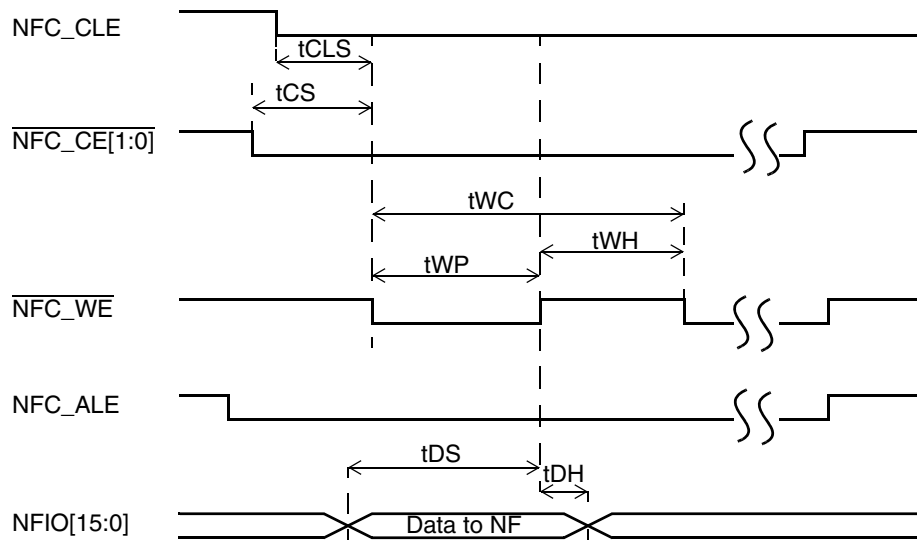 NFC_CLE
tCLS
tCS
NFC_CE[1:0]
tWC
tWH
tWP
NFC_WE
NFC_ALE
tDS
tDH
NFIO[15:0]
Data to NF